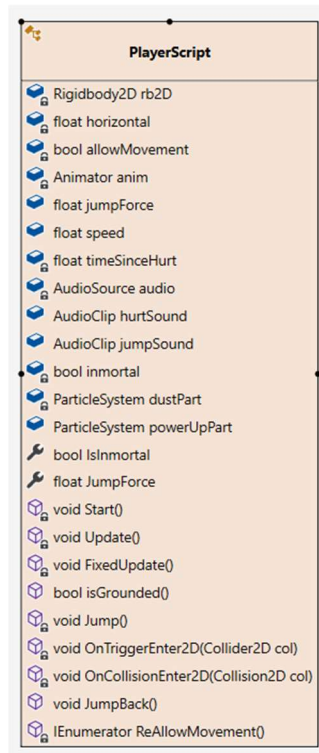 PlayerScript
Rigidbody2D rb2D
float horizontal
bool allowMovement
Animator anim
float jumpForce
float speed
float timeSinceHurt
AudioSource audio
AudioClip hurtSound
AudioClip jumpSound
bool inmortal
ParticleSystem dustPart
ParticleSystem powerUpPart
bool IsInmortal
float JumpForce
void Start()
void Update()
void FixedUpdate()
bool isGrounded()
void Jump()
void OnTriggerEnter2D(Collider2D col)
void OnCollisionEnter2D(Collision2D col)
void JumpBack()
IEnumerator ReAllowMovement()